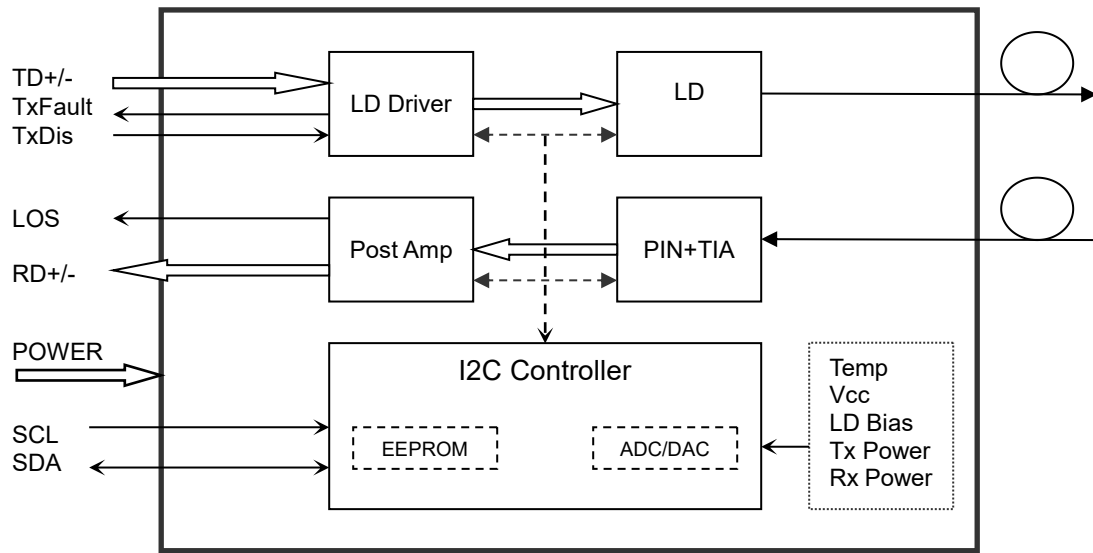 TD+/-
TxFault
TxDis
LD Driver
LD
LOS
RD+/-
Post Amp
PIN+TIA
POWER
SCL
SDA
I2C Controller
EEPROM
ADC/DAC
Temp
Vcc
LD Bias
Tx Power
Rx Power